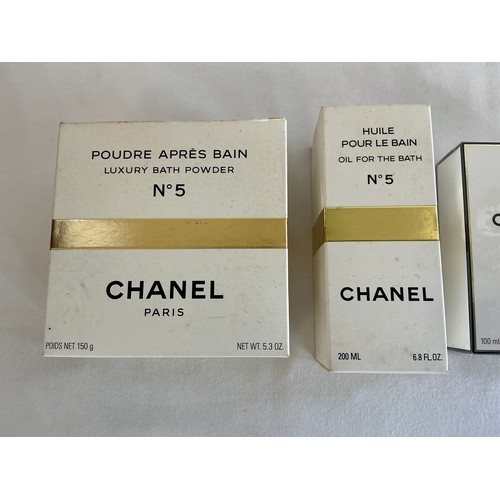 POUDRE APRÈS BAIN
LUXURY BATH POWDER
N°5
CHANEL
PARIS
POIDS NET 150 g
NET WT. 5.3 OZ.
HUILE
POUR LE BAIN
OIL FOR THE BATH
N°5
CHANEL
200 ML
6.8 FL.OZ.
100 ml